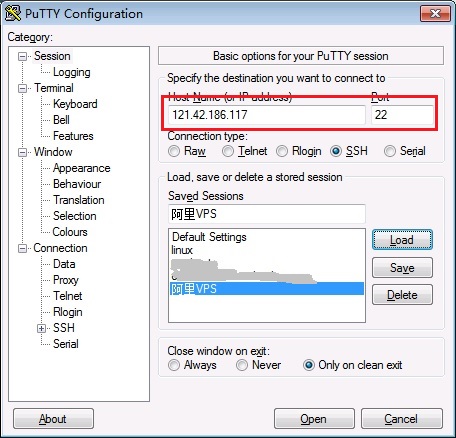 PuTTY Configuration
Category:
Session
Logging
Terminal
Keyboard
Bell
Features
Window
Appearance
Behaviour
Translation
Selection
Colours
Connection
Data
Proxy
Telnet
Rlogin
SSH
Serial
Basic options for your PuTTY session
Specify the destination you want to connect to
Host Name (or IP address) Port
121.42.186.117 22
Connection type:
Raw Telnet Rlogin SSH Serial
Load, save or delete a stored session
Saved Sessions
阿里VPS
Default Settings
linux
阿里VPS
Load
Save
Delete
Close window on exit:
Always Never Only on clean exit
About Open Cancel